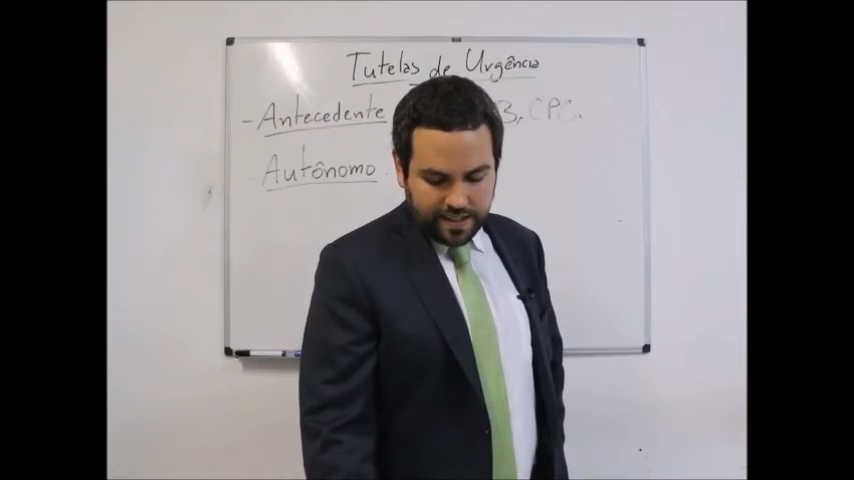 Tutelas de Urgência
- Antecedente 3, CPC.
Autônomo